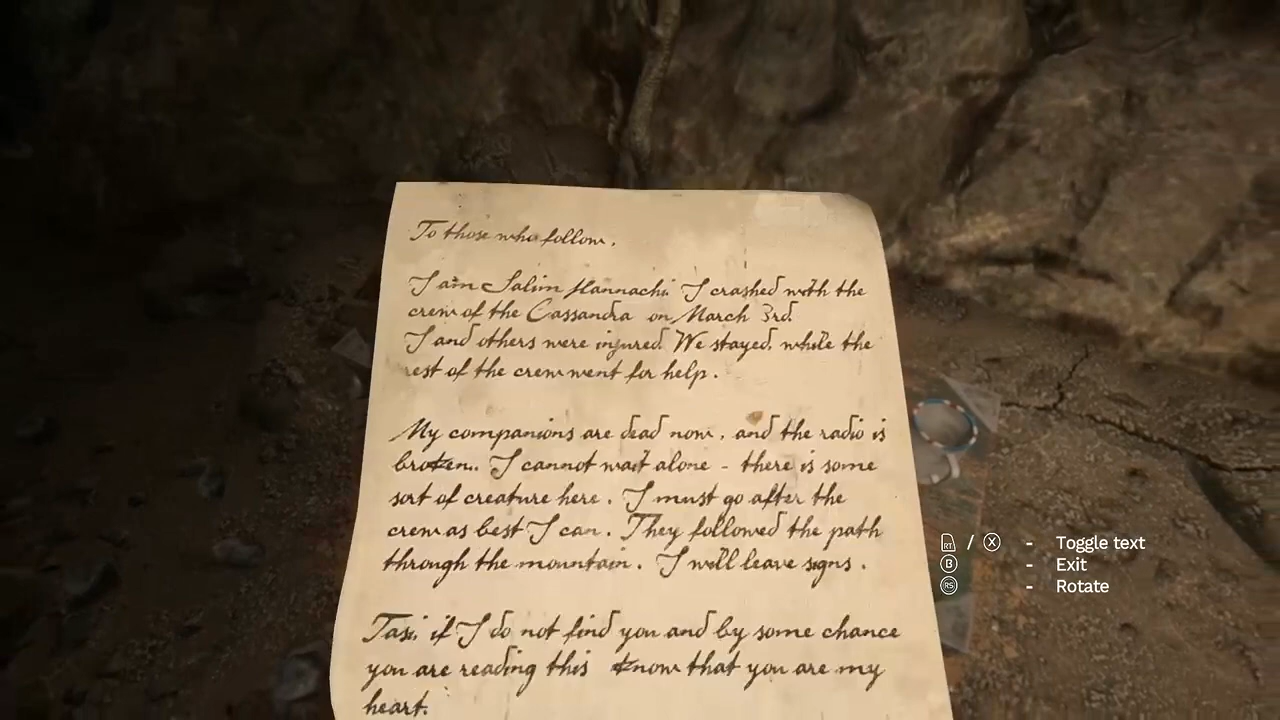 To those who follow.
I am Salim Hannachi. I crashed with the
crew of the Cassandra on March 3rd.
I and others were injured. We stayed, while the
rest of the crew went for help.
My companions are dead now, and the radio is
broken.. I cannot wait alone - there is some
sort of creature here. I must go after the
crew as best I can. They followed the path
through the mountain. I will leave signs.
Tasi, if I do not find you and by some chance
you are reading this know that you are my
heart.
RT / X - Toggle text
B - Exit
RS - Rotate